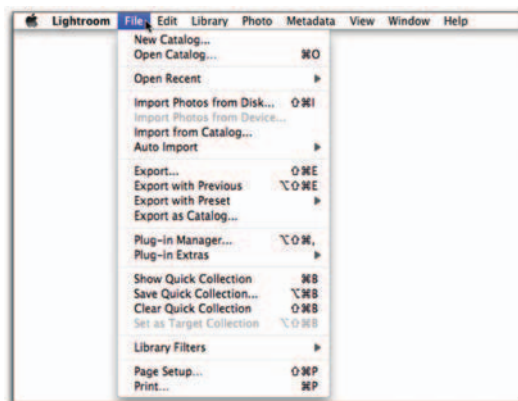 Lightroom File Edit Library Photo Metadata View Window Help
New Catalog...
Open Catalog... ⌘O
Open Recent
Import Photos from Disk... ⇧⌘I
Import Photos from Device...
Import from Catalog...
Auto Import
Export... ⇧⌘E
Export with Previous ⌥⇧⌘E
Export with Preset
Export as Catalog...
Plug-in Manager... ⌥⇧⌘,
Plug-in Extras
Show Quick Collection ⌘B
Save Quick Collection... ⌥⌘B
Clear Quick Collection ⇧⌘B
Set as Target Collection ⌥⇧⌘B
Library Filters
Page Setup... ⇧⌘P
Print... ⌘P